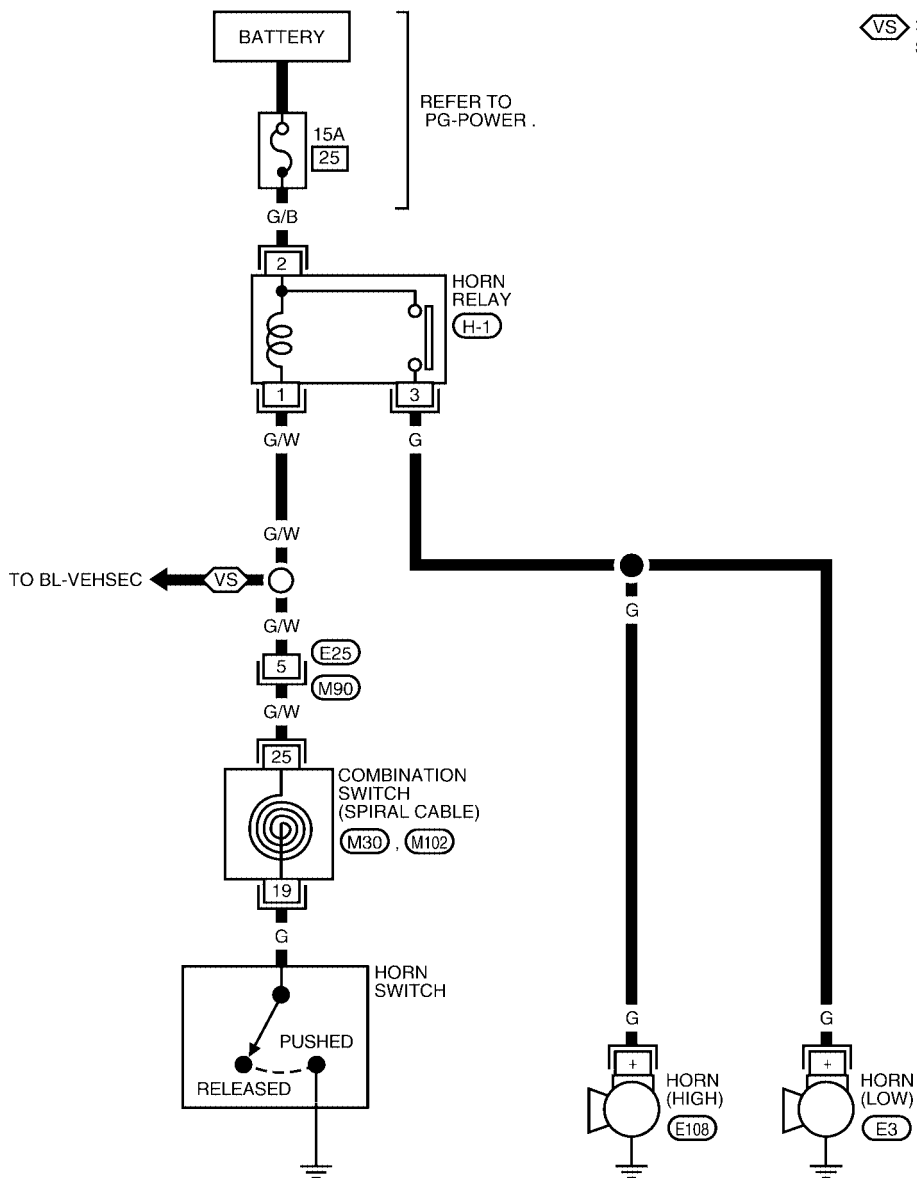 BATTERY
VS
REFER TO
PG-POWER .
15A
25
G/B
2
HORN
RELAY
H-1
1
3
G/W
G
G/W
TO BL-VEHSEC
VS
G
G/W
5
E25
M90
G/W
25
COMBINATION
SWITCH
(SPIRAL CABLE)
M30 , M102
19
G
HORN
SWITCH
PUSHED
RELEASED
G
G
+
+
HORN
(HIGH)
E108
HORN
(LOW)
E3